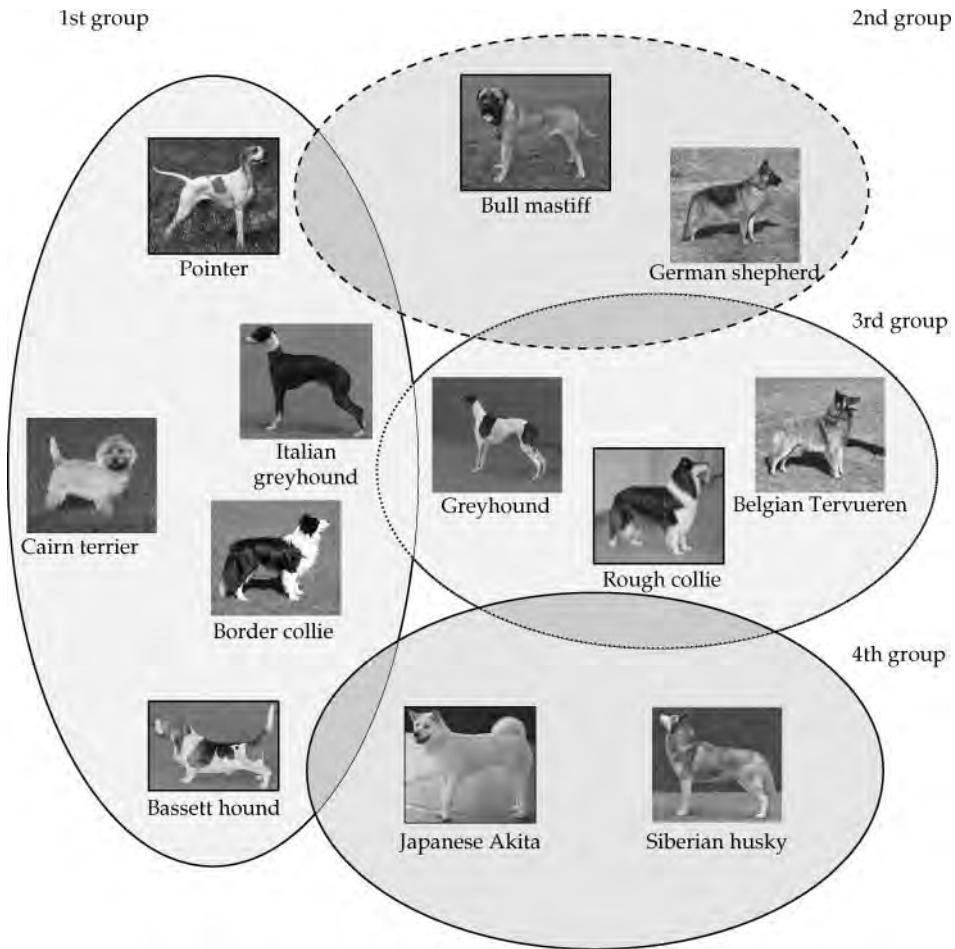 1st group
2nd group
Bull mastiff
Pointer
German shepherd
3rd group
Italian
greyhound
Greyhound
Belgian Tervueren
Cairn terrier
Rough collie
Border collie
4th group
Bassett hound
Japanese Akita
Siberian husky